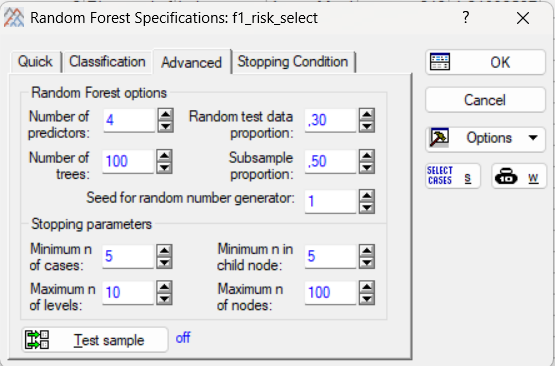 Random Forest Specifications: f1_risk_select
?
Quick
Classification
Advanced
Stopping Condition
OK
Cancel
Options
SELECT CASES
s
10
w
Random Forest options
Number of predictors:
4
Random test data proportion:
.30
Number of trees:
100
Subsample proportion:
.50
Seed for random number generator:
1
Stopping parameters
Minimum n of cases:
5
Minimum n in child node:
5
Maximum n of levels:
10
Maximum n of nodes:
100
Test sample
off